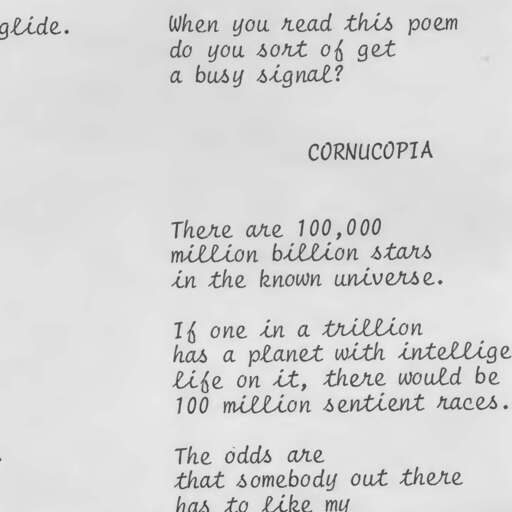 glide.
When you read this poem
do you sort of get
a busy signal?
CORNUCOPIA
There are 100,000
million billion stars
in the known universe.
If one in a trillion
has a planet with intellige
life on it, there would be
100 million sentient races.
The odds are
that somebody out there
has to like my